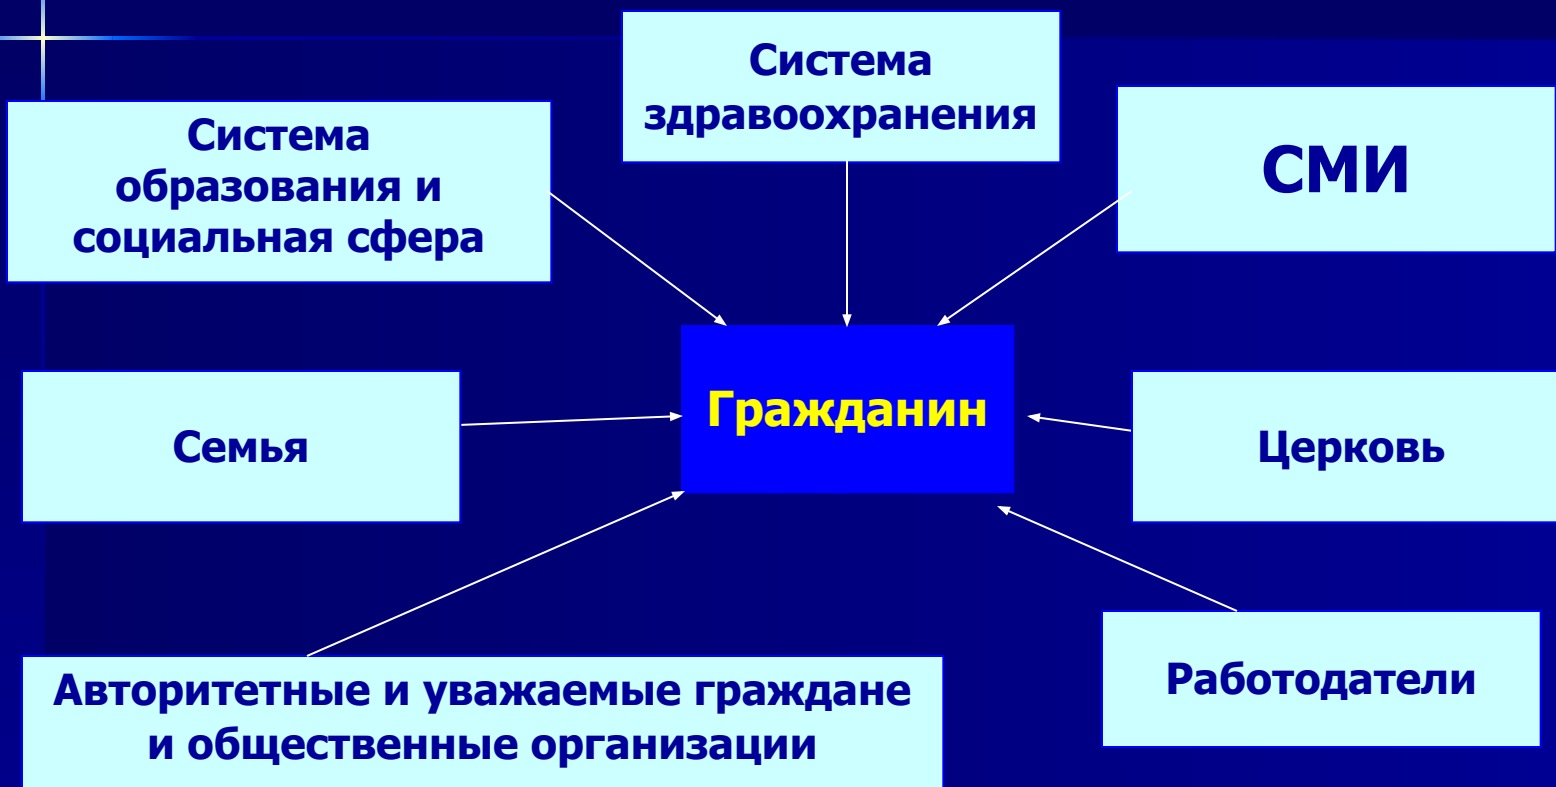 Система
здравоохранения
Система
образования и
социальная сфера
СМИ
Гражданин
Семья
Церковь
Авторитетные и уважаемые граждане
и общественные организации
Работодатели